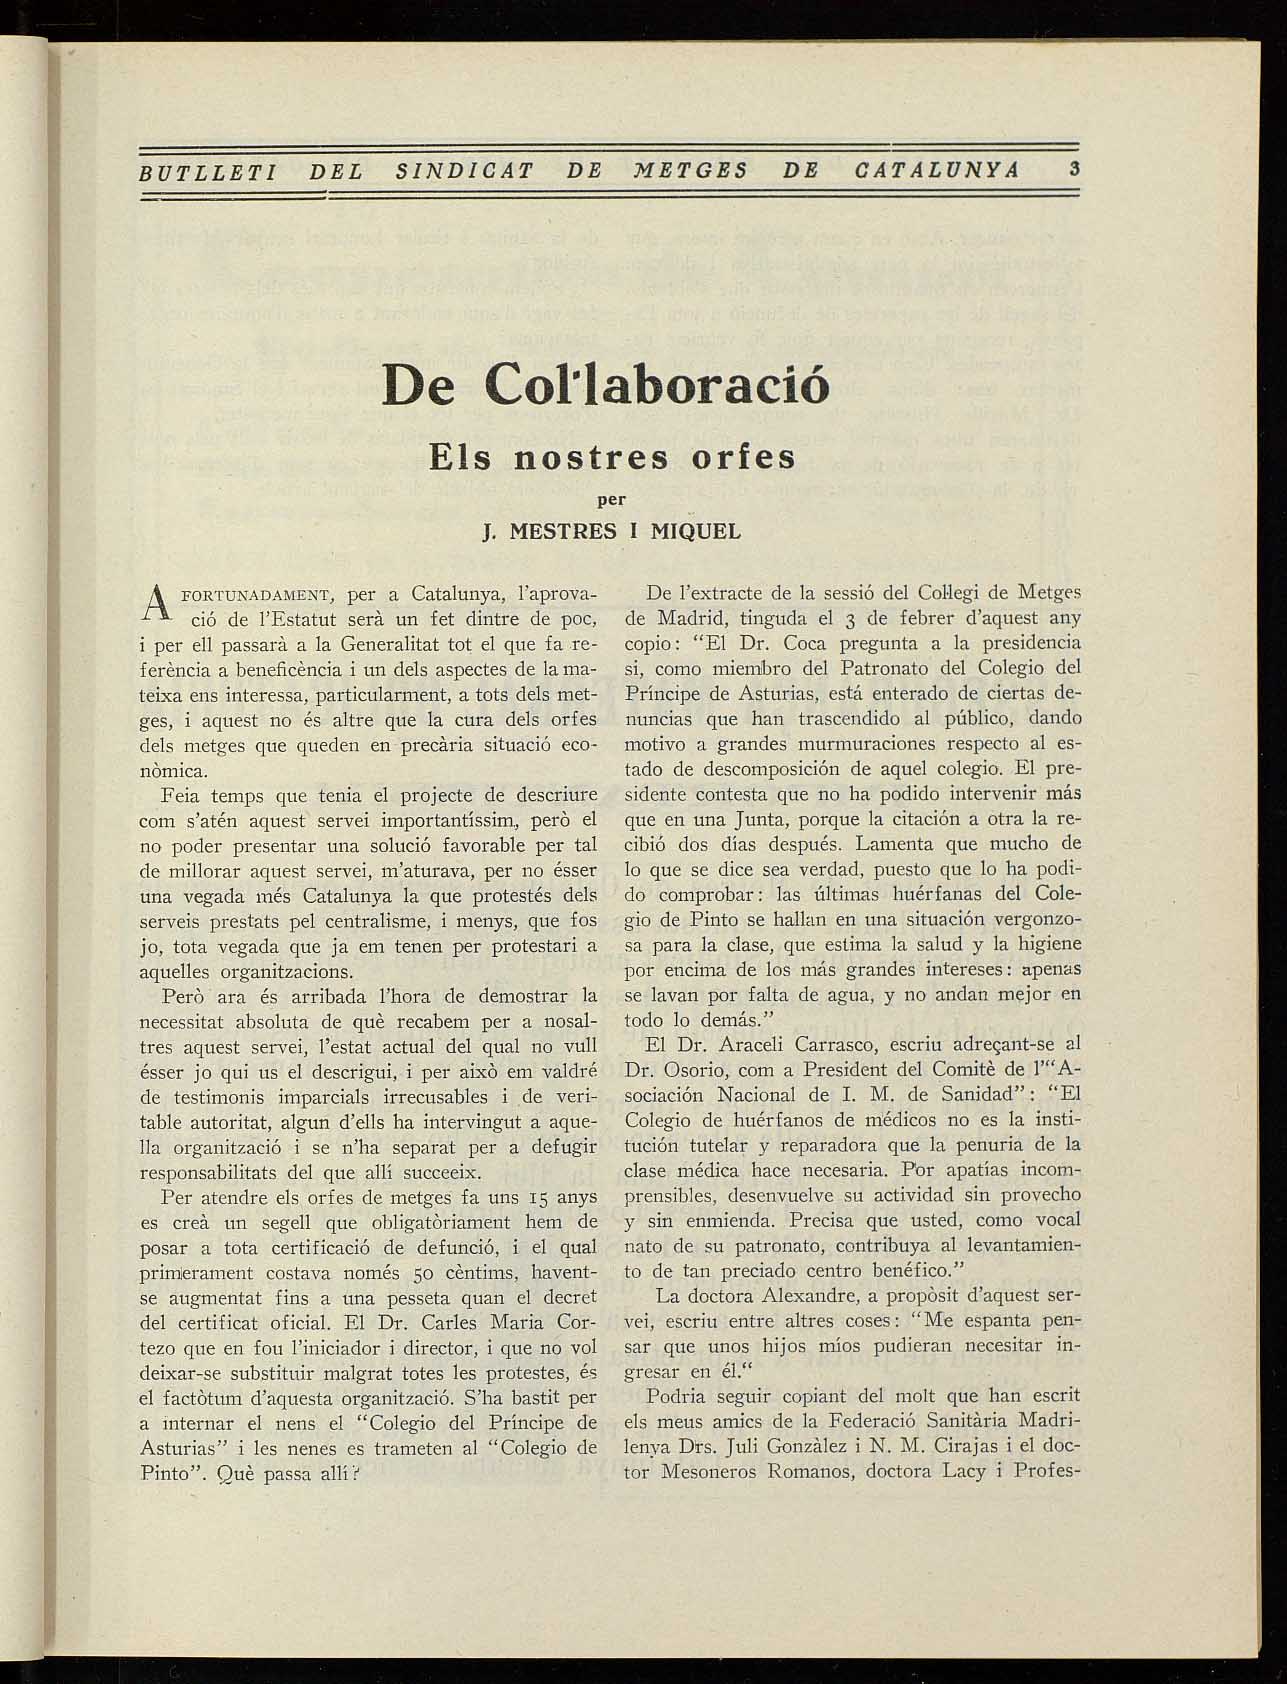 BUTLLETI DEL SINDICAT DE METGES DE CATALUNYA 3
De Col·laboració
Els nostres orfes
per
J. MESTRES I MIQUEL
AFORTUNADAMENT, per a Catalunya, l'aprova-
ció de l'Estatut serà un fet dintre de poc,
i per ell passarà a la Generalitat tot el que fa re-
ferència a beneficència i un dels aspectes de la ma-
teixa ens interessa, particularment, a tots dels met-
ges, i aquest no és altre que la cura dels orfes
dels metges que queden en precària situació eco-
nòmica.
Feia temps que tenia el projecte de descriure
com s'atén aquest servei importantíssim, però el
no poder presentar una solució favorable per tal
de millorar aquest servei, m'aturava, per no ésser
una vegada més Catalunya la que protestés dels
serveis prestats pel centralisme, i menys, que fos
jo, tota vegada que ja em tenen per protestari a
aquelles organitzacions.
Però ara és arribada l'hora de demostrar la
necessitat absoluta de què recabem per a nosal-
tres aquest servei, l'estat actual del qual no vull
ésser jo qui us el descrigui, i per això em valdré
de testimonis imparcials irrecusables i de veri-
table autoritat, algun d'ells ha intervingut a aque-
lla organització i se n'ha separat per a defugir
responsabilitats del que allí succeeix.
Per atendre els orfes de metges fa uns 15 anys
es creà un segell que obligatòriament hem de
posar a tota certificació de defunció, i el qual
primerament costava només 50 cèntims, havent-
se augmentat fins a una pesseta quan el decret
del certificat oficial. El Dr. Carles Maria Cor-
tezo que en fou l'iniciador i director, i que no vol
deixar-se substituir malgrat totes les protestes, és
el factòtum d'aquesta organització. S'ha bastit per
a internar el nens el "Colegio del Príncipe de
Asturias" i les nenes es trameten al "Colegio de
Pinto". Què passa allí?
De l'extracte de la sessió del Col·legi de Metges
de Madrid, tinguda el 3 de febrer d'aquest any
copio: "El Dr. Coca pregunta a la presidencia
si, como miembro del Patronato del Colegio del
Príncipe de Asturias, está enterado de ciertas de-
nuncias que han trascendido al público, dando
motivo a grandes murmuraciones respecto al es-
tado de descomposición de aquel colegio. El pre-
sidente contesta que no ha podido intervenir más
que en una Junta, porque la citación a otra la re-
cibió dos días después. Lamenta que mucho de
lo que se dice sea verdad, puesto que lo ha podi-
do comprobar: las últimas huérfanas del Cole-
gio de Pinto se hallan en una situación vergonzo-
sa para la clase, que estima la salud y la higiene
por encima de los más grandes intereses: apenas
se lavan por falta de agua, y no andan mejor en
todo lo demás."
El Dr. Araceli Carrasco, escriu adreçant-se al
Dr. Osorio, com a President del Comitè de l'"A-
sociación Nacional de I. M. de Sanidad": "El
Colegio de huérfanos de médicos no es la insti-
tución tutelar y reparadora que la penuria de la
clase médica hace necesaria. Por apatías incom-
prensibles, desenvuelve su actividad sin provecho
y sin enmienda. Precisa que usted, como vocal
nato de su patronato, contribuya al levantamien-
to de tan preciado centro benéfico."
La doctora Alexandre, a propòsit d'aquest ser-
vei, escriu entre altres coses: "Me espanta pen-
sar que unos hijos míos pudieran necesitar in-
gresar en él."
Podria seguir copiant del molt que han escrit
els meus amics de la Federació Sanitària Madri-
lenya Drs. Juli Gonzàlez i N. M. Cirajas i el doc-
tor Mesoneros Romanos, doctora Lacy i Profes-